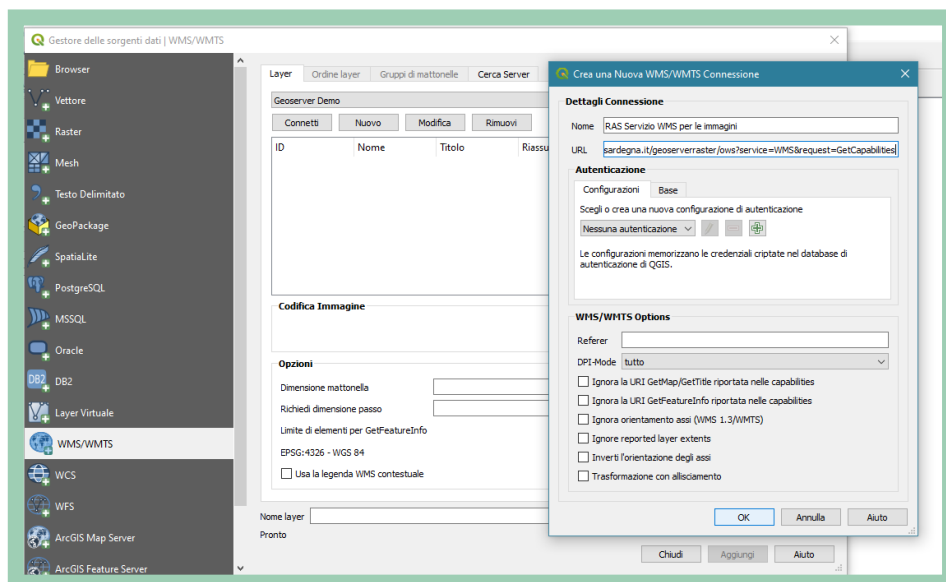 Gestore delle sorgenti dati | WMS/WMTS
Browser
Vettore
Raster
Mesh
Testo Delimitato
GeoPackage
SpatiaLite
PostgreSQL
MSSQL
Oracle
DB2
DB2
Layer Virtuale
WMS/WMTS
WCS
WFS
ArcGIS Map Server
ArcGIS Feature Server
Layer
Ordine layer
Gruppi di mattonelle
Cerca Server
Geoserver Demo
Connetti
Nuovo
Modifica
Rimuovi
ID
Nome
Titolo
Riassu
Codifica Immagine
Opzioni
Dimensione mattonella
Richiedi dimensione passo
Limite di elementi per GetFeatureInfo
EPSG:4326 - WGS 84
Usa la legenda WMS contestuale
Nome layer
Pronto
Chiudi
Aggiungi
Aiuto
Crea una Nuova WMS/WMTS Connessione
Dettagli Connessione
Nome RAS Servizio WMS per le immagini
URL sardegna.it/geoserverraster/ows?service=WMS&request=GetCapabilities
Autenticazione
Configurazioni
Base
Scegli o crea una nuova configurazione di autenticazione
Nessuna autenticazione
Le configurazioni memorizzano le credenziali criptate nel database di
autenticazione di QGIS.
WMS/WMTS Options
Referer
DPI-Mode tutto
Ignora la URI GetMap/GetTitle riportata nelle capabilities
Ignora la URI GetFeatureInfo riportata nelle capabilities
Ignora orientamento assi (WMS 1.3/WMTS)
Ignore reported layer extents
Inverti l'orientazione degli assi
Trasformazione con allisciamento
OK
Annulla
Aiuto